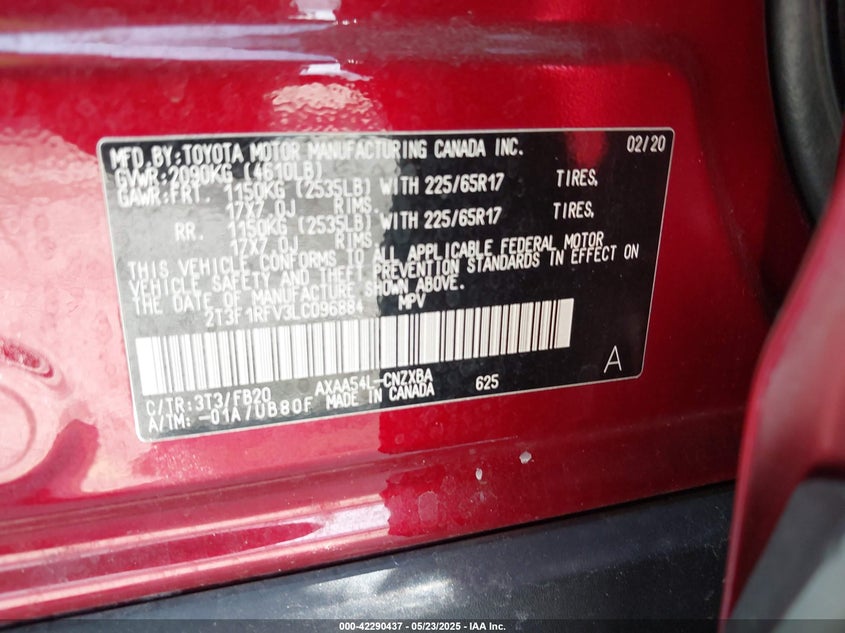 MFD.BY:TOYOTA MOTOR MANUFACTURING CANADA INC. 02/20
GVWR:2090KG (4610LB)
GAWR:FRT. 1150KG (2535LB) WITH 225/65R17 TIRES,
17X7.0J RIMS.
RR. 1150KG (2535LB) WITH 225/65R17 TIRES,
17X7.0J RIMS.
THIS VEHICLE CONFORMS TO ALL APPLICABLE FEDERAL MOTOR
VEHICLE SAFETY AND THEFT PREVENTION STANDARDS IN EFFECT ON
THE DATE OF MANUFACTURE SHOWN ABOVE.
2T3F1RFV3LC096884 MPV
A
C/TR:3T3/FB20 AXAA54L-CNZXBA 625
A/TM:-01A/UB80F MADE IN CANADA
000-42290437 - 05/23/2025 - IAA Inc.